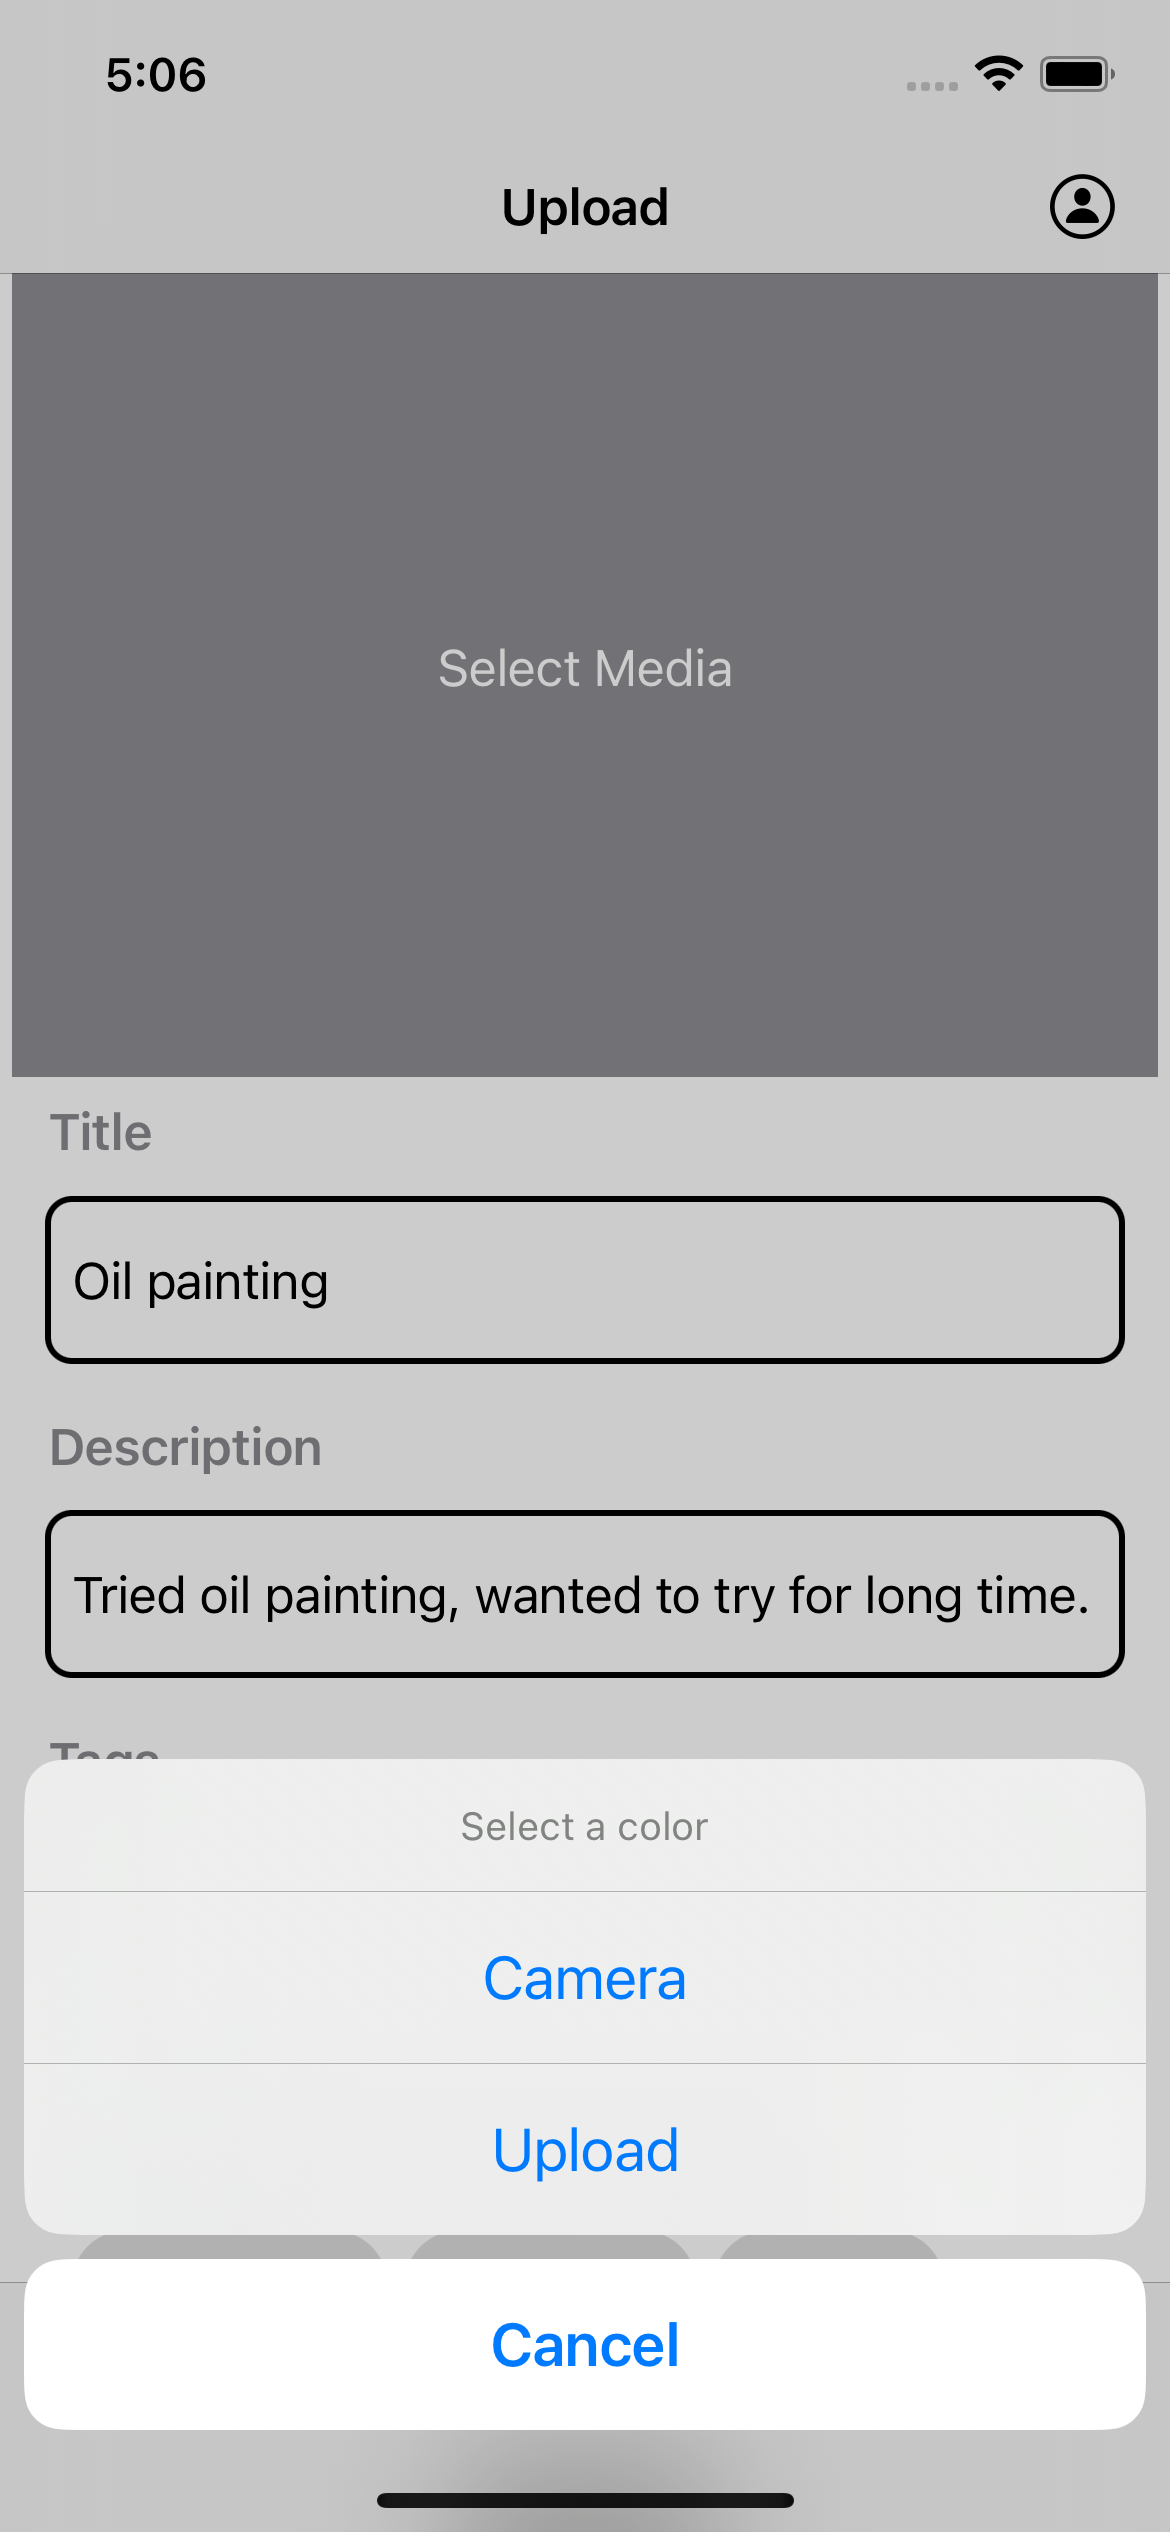 5:06
Upload
Select Media
Title
Oil painting
Description
Tried oil painting, wanted to try for long time.
Tags
Select a color
Camera
Upload
Cancel